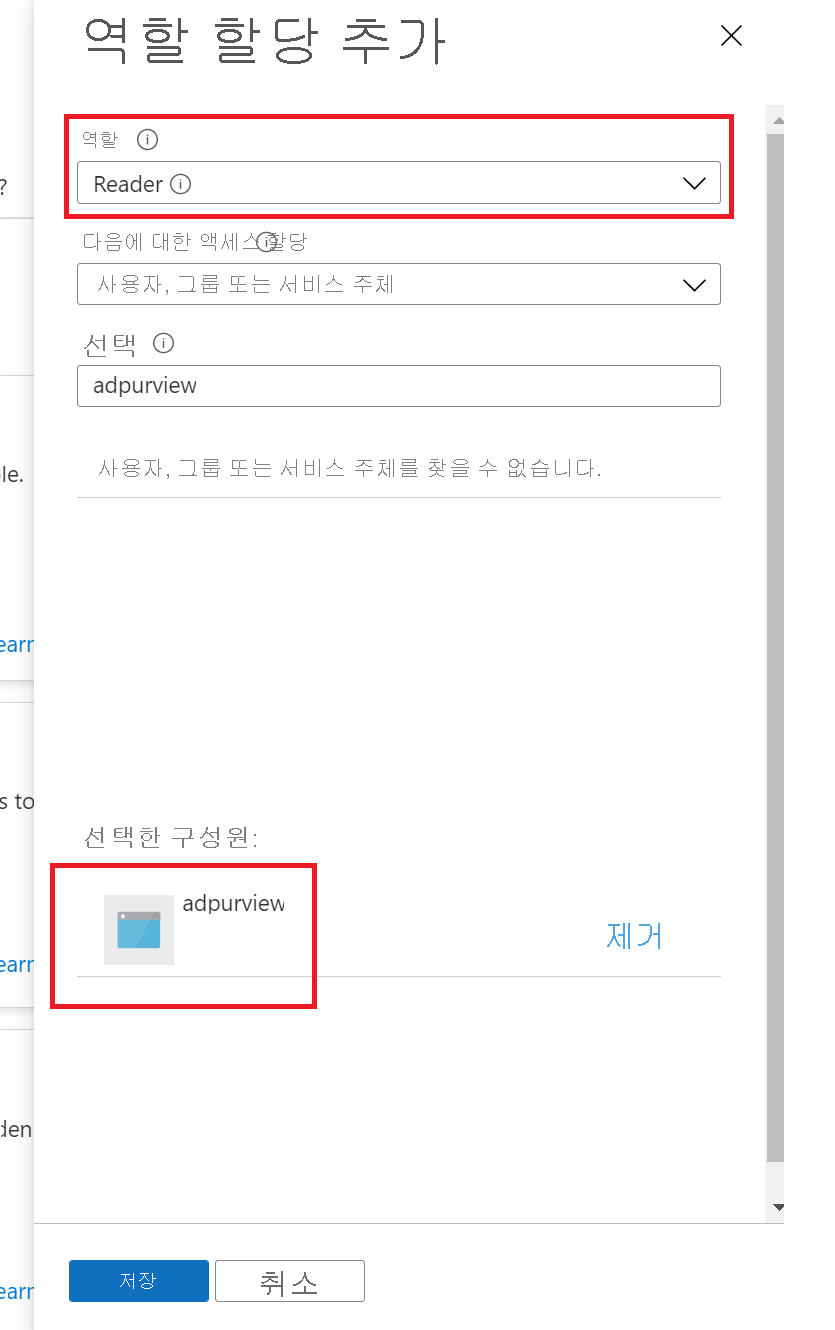 역할 할당 추가
역할
Reader
?
다음에 대한 액세스 할당
사용자, 그룹 또는 서비스 주체
선택
adpurview
사용자, 그룹 또는 서비스 주체를 찾을 수 없습니다.
le.
earn
s to
선택한 구성원:
adpurview
제거
earn
den
earn
저장
취소